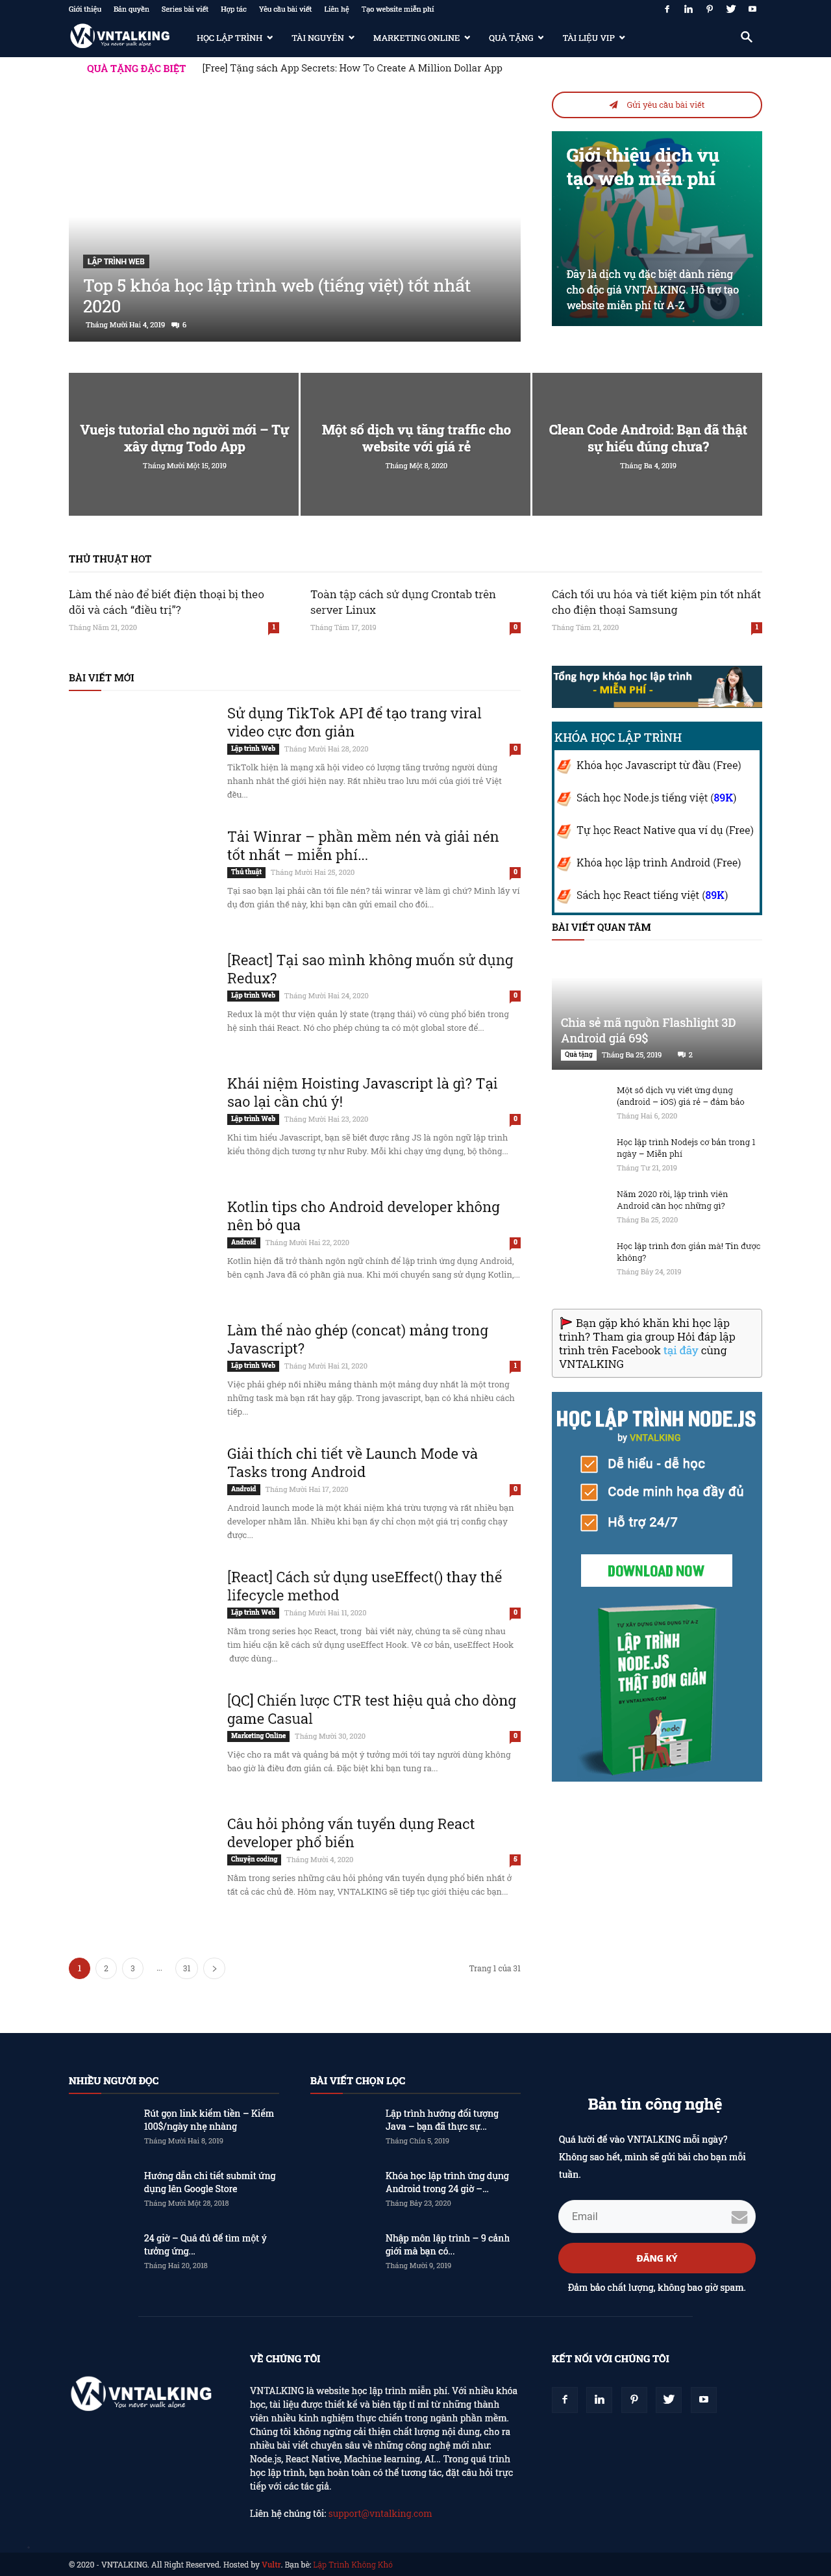 Giới thiệu Bản quyền Series bài viết Hợp tác Yêu cầu bài viết Liên hệ Tạo website miễn phí
VNTALKING
You never walk alone
HỌC LẬP TRÌNH TÀI NGUYÊN MARKETING ONLINE QUÀ TẶNG TÀI LIỆU VIP
QUÀ TẶNG ĐẶC BIỆT [Free] Tặng sách App Secrets: How To Create A Million Dollar App
LẬP TRÌNH WEB
Top 5 khóa học lập trình web (tiếng việt) tốt nhất
2020
Tháng Mười Hai 4, 2019 6
Gửi yêu cầu bài viết
Giới thiệu dịch vụ
tạo web miễn phí
Đây là dịch vụ đặc biệt dành riêng
cho độc giả VNTALKING. Hỗ trợ tạo
website miễn phí từ A-Z
Vuejs tutorial cho người mới – Tự
xây dựng Todo App
Tháng Mười Một 15, 2019
Một số dịch vụ tăng traffic cho
website với giá rẻ
Tháng Một 8, 2020
Clean Code Android: Bạn đã thật
sự hiểu đúng chưa?
Tháng Ba 4, 2019
THỦ THUẬT HOT
Làm thế nào để biết điện thoại bị theo
dõi và cách “điều trị”?
Tháng Năm 21, 2020 1
Toàn tập cách sử dụng Crontab trên
server Linux
Tháng Tám 17, 2019 0
Cách tối ưu hóa và tiết kiệm pin tốt nhất
cho điện thoại Samsung
Tháng Tám 21, 2020 1
BÀI VIẾT MỚI
Sử dụng TikTok API để tạo trang viral
video cực đơn giản
Lập trình Web Tháng Mười Hai 28, 2020 0
TikTolk hiện là mạng xã hội video có lượng tăng trưởng người dùng
nhanh nhất thế giới hiện nay. Rất nhiều trao lưu mới của giới trẻ Việt
đều...
Tải Winrar – phần mềm nén và giải nén
tốt nhất – miễn phí...
Thủ thuật Tháng Mười Hai 25, 2020 0
Tại sao bạn lại phải cần tới file nén? tải winrar về làm gì chứ? Mình lấy ví
dụ đơn giản thế này, khi bạn cần gửi email cho đối...
[React] Tại sao mình không muốn sử dụng
Redux?
Lập trình Web Tháng Mười Hai 24, 2020 0
Redux là một thư viện quản lý state (trạng thái) vô cùng phổ biến trong
hệ sinh thái React. Nó cho phép chúng ta có một global store để...
Khái niệm Hoisting Javascript là gì? Tại
sao lại cần chú ý!
Lập trình Web Tháng Mười Hai 23, 2020 0
Khi tìm hiểu Javascript, bạn sẽ biết được rằng JS là ngôn ngữ lập trình
kiểu thông dịch tương tự như Ruby. Mỗi khi chạy ứng dụng, bộ thông...
Kotlin tips cho Android developer không
nên bỏ qua
Android Tháng Mười Hai 22, 2020 0
Kotlin hiện đã trở thành ngôn ngữ chính để lập trình ứng dụng Android,
bên cạnh Java đã có phần già nua. Khi mới chuyển sang sử dụng Kotlin,...
Làm thế nào ghép (concat) mảng trong
Javascript?
Lập trình Web Tháng Mười Hai 21, 2020 1
Việc phải ghép nối nhiều mảng thành một mảng duy nhất là một trong
những task mà bạn rất hay gặp. Trong javascript, bạn có khá nhiều cách
tiếp...
Giải thích chi tiết về Launch Mode và
Tasks trong Android
Android Tháng Mười Hai 17, 2020 0
Android launch mode là một khái niệm khá trừu tượng và rất nhiều bạn
developer nhầm lẫn. Nhiều khi bạn ấy chỉ chọn một giá trị config chạy
được...
[React] Cách sử dụng useEffect() thay thế
lifecycle method
Lập trình Web Tháng Mười Hai 11, 2020 0
Nằm trong series học React, trong bài viết này, chúng ta sẽ cùng nhau
tìm hiểu cặn kẽ cách sử dụng useEffect Hook. Về cơ bản, useEffect Hook
được dùng...
[QC] Chiến lược CTR test hiệu quả cho dòng
game Casual
Marketing Online Tháng Mười 30, 2020 0
Việc cho ra mắt và quảng bá một ý tưởng mới tới tay người dùng không
bao giờ là điều đơn giản cả. Đặc biệt khi bạn tung ra...
Câu hỏi phỏng vấn tuyển dụng React
developer phổ biến
Chuyện coding Tháng Mười 4, 2020 5
Nằm trong series những câu hỏi phỏng vấn tuyển dụng phổ biến nhất ở
tất cả các chủ đề. Hôm nay, VNTALKING sẽ tiếp tục giới thiệu các bạn...
1 2 3 ... 31 Trang 1 của 31
Tổng hợp khóa học lập trình
- MIỄN PHÍ -
KHÓA HỌC LẬP TRÌNH
Khóa học Javascript từ đầu (Free)
Sách học Node.js tiếng việt (89K)
Tự học React Native qua ví dụ (Free)
Khóa học lập trình Android (Free)
Sách học React tiếng việt (89K)
BÀI VIẾT QUAN TÂM
Chia sẻ mã nguồn Flashlight 3D
Android giá 69$
Quà tặng Tháng Ba 25, 2019 2
Một số dịch vụ viết ứng dụng
(android – iOS) giá rẻ – đảm bảo
Tháng Hai 6, 2020
Học lập trình Nodejs cơ bản trong 1
ngày – Miễn phí
Tháng Tư 21, 2019
Năm 2020 rồi, lập trình viên
Android cần học những gì?
Tháng Ba 25, 2020
Học lập trình đơn giản mà! Tin được
không?
Tháng Bảy 24, 2019
Bạn gặp khó khăn khi học lập
trình? Tham gia group Hỏi đáp lập
trình trên Facebook tại đây cùng
VNTALKING
HỌC LẬP TRÌNH NODE.JS
by VNTALKING
Dễ hiểu - dễ học
Code minh họa đầy đủ
Hỗ trợ 24/7
DOWNLOAD NOW
TỰ HỌC XÂY DỰNG ỨNG DỤNG TỪ A-Z
LẬP TRÌNH
NODE.JS
THẬT ĐƠN GIẢN
BY VNTALKING.COM
NHIỀU NGƯỜI ĐỌC
Rút gọn link kiếm tiền – Kiếm
100$/ngày nhẹ nhàng
Tháng Mười Hai 8, 2019
Hướng dẫn chi tiết submit ứng
dụng lên Google Store
Tháng Mười Một 28, 2018
24 giờ – Quá đủ để tìm một ý
tưởng ứng...
Tháng Hai 20, 2018
BÀI VIẾT CHỌN LỌC
Lập trình hướng đối tượng
Java – bạn đã thực sự...
Tháng Chín 5, 2019
Khóa học lập trình ứng dụng
Android trong 24 giờ –...
Tháng Bảy 23, 2020
Nhập môn lập trình – 9 cảnh
giới mà bạn có...
Tháng Mười 9, 2019
Bản tin công nghệ
Quá lười để vào VNTALKING mỗi ngày?
Không sao hết, mình sẽ gửi bài cho bạn mỗi
tuần.
Email
ĐĂNG KÝ
Đảm bảo chất lượng, không bao giờ spam.
VNTALKING
You never walk alone
VỀ CHÚNG TÔI
VNTALKING là website học lập trình miễn phí. Với nhiều khóa
học, tài liệu được thiết kế và biên tập tỉ mỉ từ những thành
viên nhiều kinh nghiệm thực chiến trong ngành phần mềm.
Chúng tôi không ngừng cải thiện chất lượng nội dung, cho ra
nhiều bài viết chuyên sâu về những công nghệ mới như:
Node.js, React Native, Machine learning, AI... Trong quá trình
học lập trình, bạn hoàn toàn có thể tương tác, đặt câu hỏi trực
tiếp với các tác giả.
Liên hệ chúng tôi: support@vntalking.com
KẾT NỐI VỚI CHÚNG TÔI
© 2020 - VNTALKING. All Right Reserved. Hosted by Vultr. Bạn bè: Lập Trình Không Khó